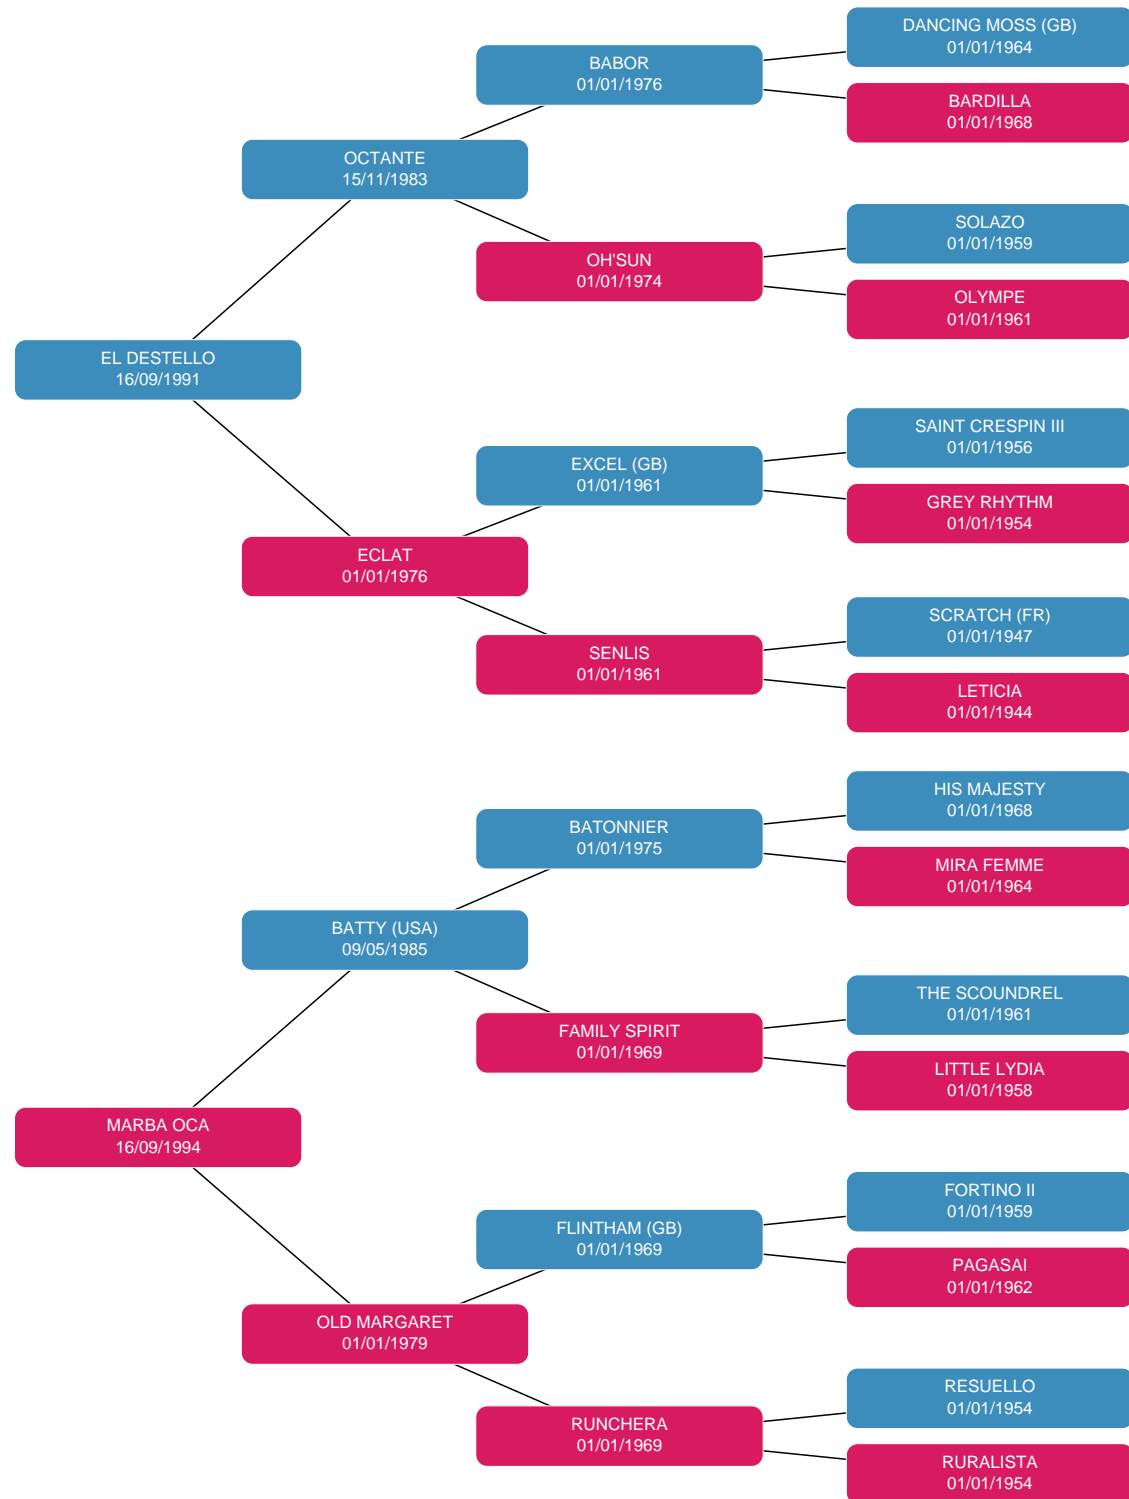 DANCING MOSS (GB)
01/01/1964
BABOR
01/01/1976
BARDILLA
01/01/1968
OCTANTE
15/11/1983
SOLAZO
01/01/1959
OH'SUN
01/01/1974
OLYMPE
01/01/1961
EL DESTELLO
16/09/1991
SAINT CRESPIN III
01/01/1956
EXCEL (GB)
01/01/1961
GREY RHYTHM
01/01/1954
ECLAT
01/01/1976
SCRATCH (FR)
01/01/1947
SENLIS
01/01/1961
LETICIA
01/01/1944
HIS MAJESTY
01/01/1968
BATONNIER
01/01/1975
MIRA FEMME
01/01/1964
BATTY (USA)
09/05/1985
THE SCOUNDREL
01/01/1961
FAMILY SPIRIT
01/01/1969
LITTLE LYDIA
01/01/1958
MARBA OCA
16/09/1994
FORTINO II
01/01/1959
FLINTHAM (GB)
01/01/1969
PAGASAI
01/01/1962
OLD MARGARET
01/01/1979
RESUELLO
01/01/1954
RUNCHERA
01/01/1969
RURALISTA
01/01/1954